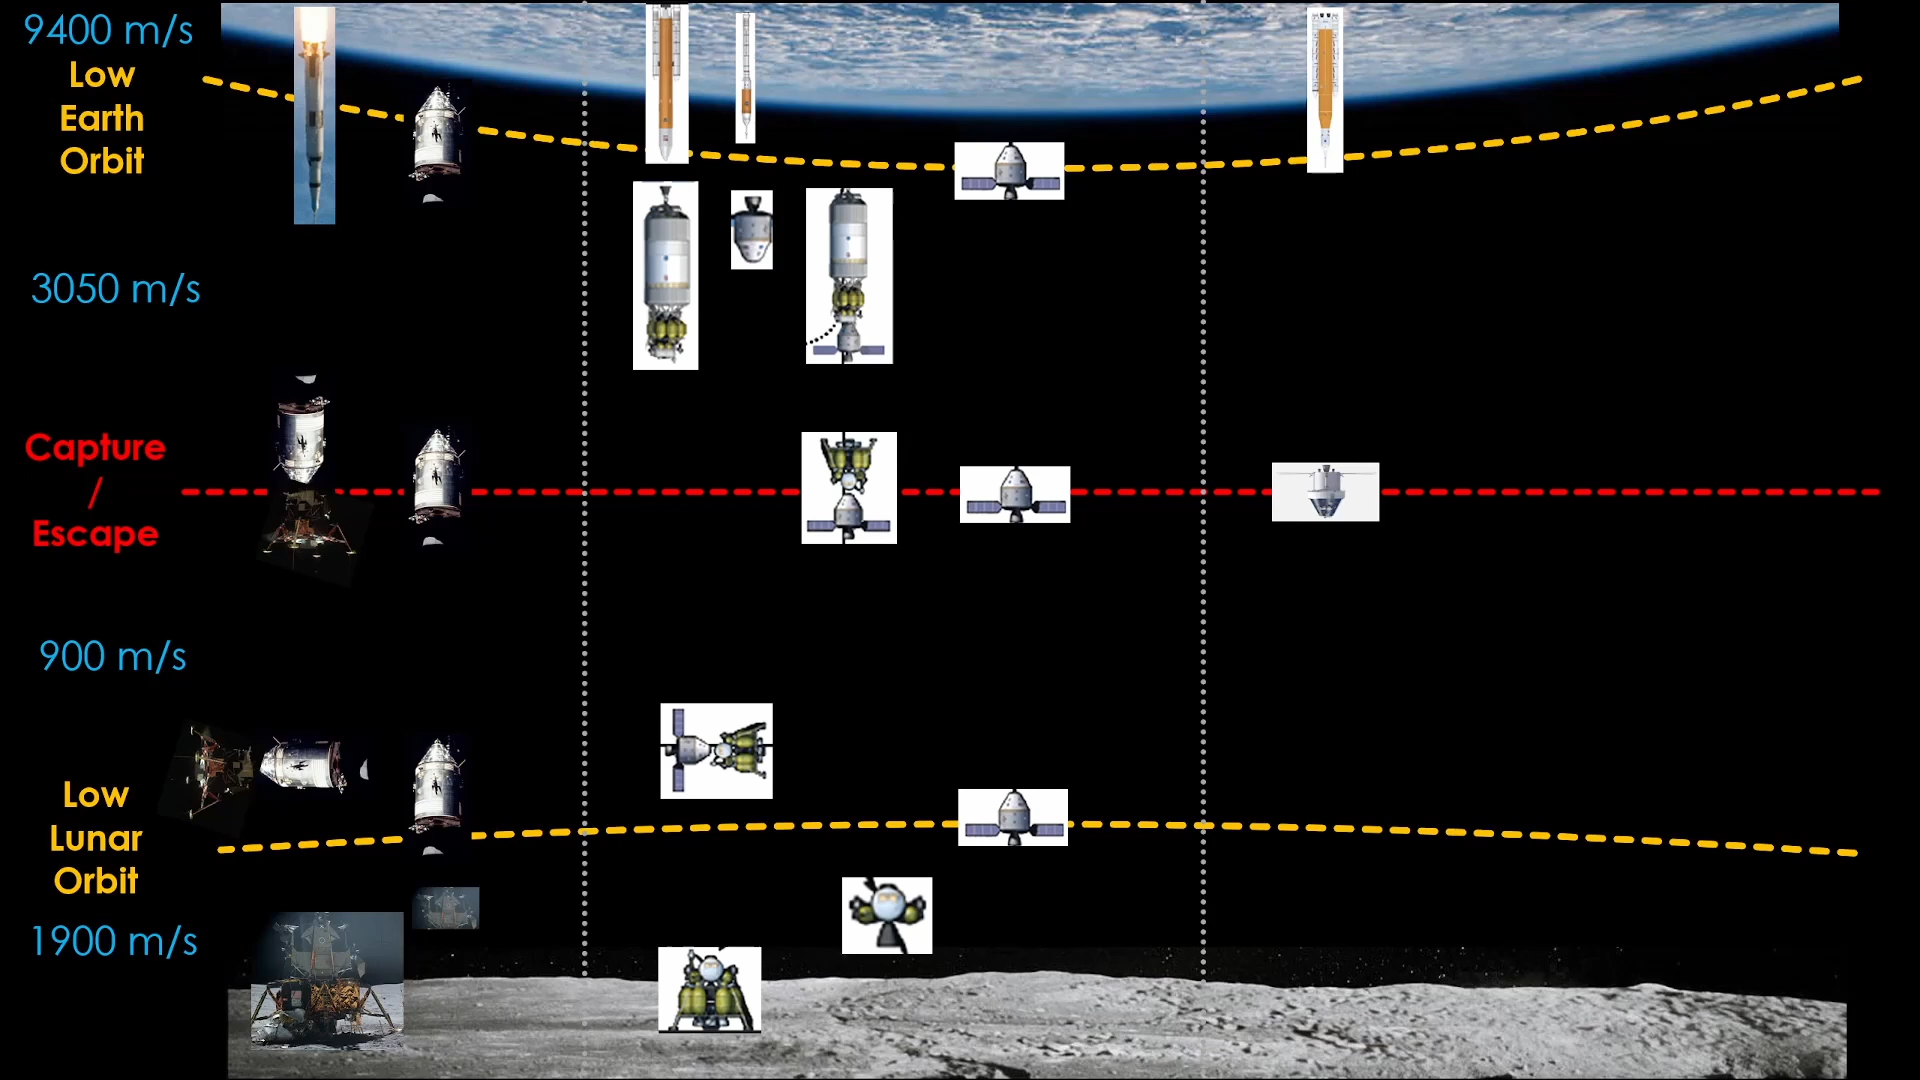 9400 m/s
Low
Earth
Orbit
3050 m/s
Capture
/
Escape
900 m/s
Low
Lunar
Orbit
1900 m/s